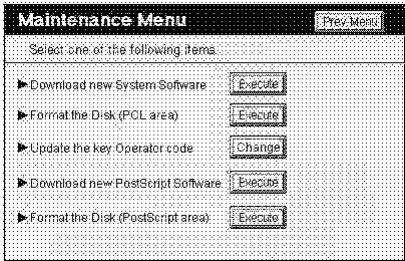 Maintenance Menu Prev.Menu
Select one of the following items.
Download new System Software Execute
Format the Disk (PCL area) Execute
Update the key Operator code Change
Download new PostScript Software Execute
Format the Disk (PostScript area) Execute